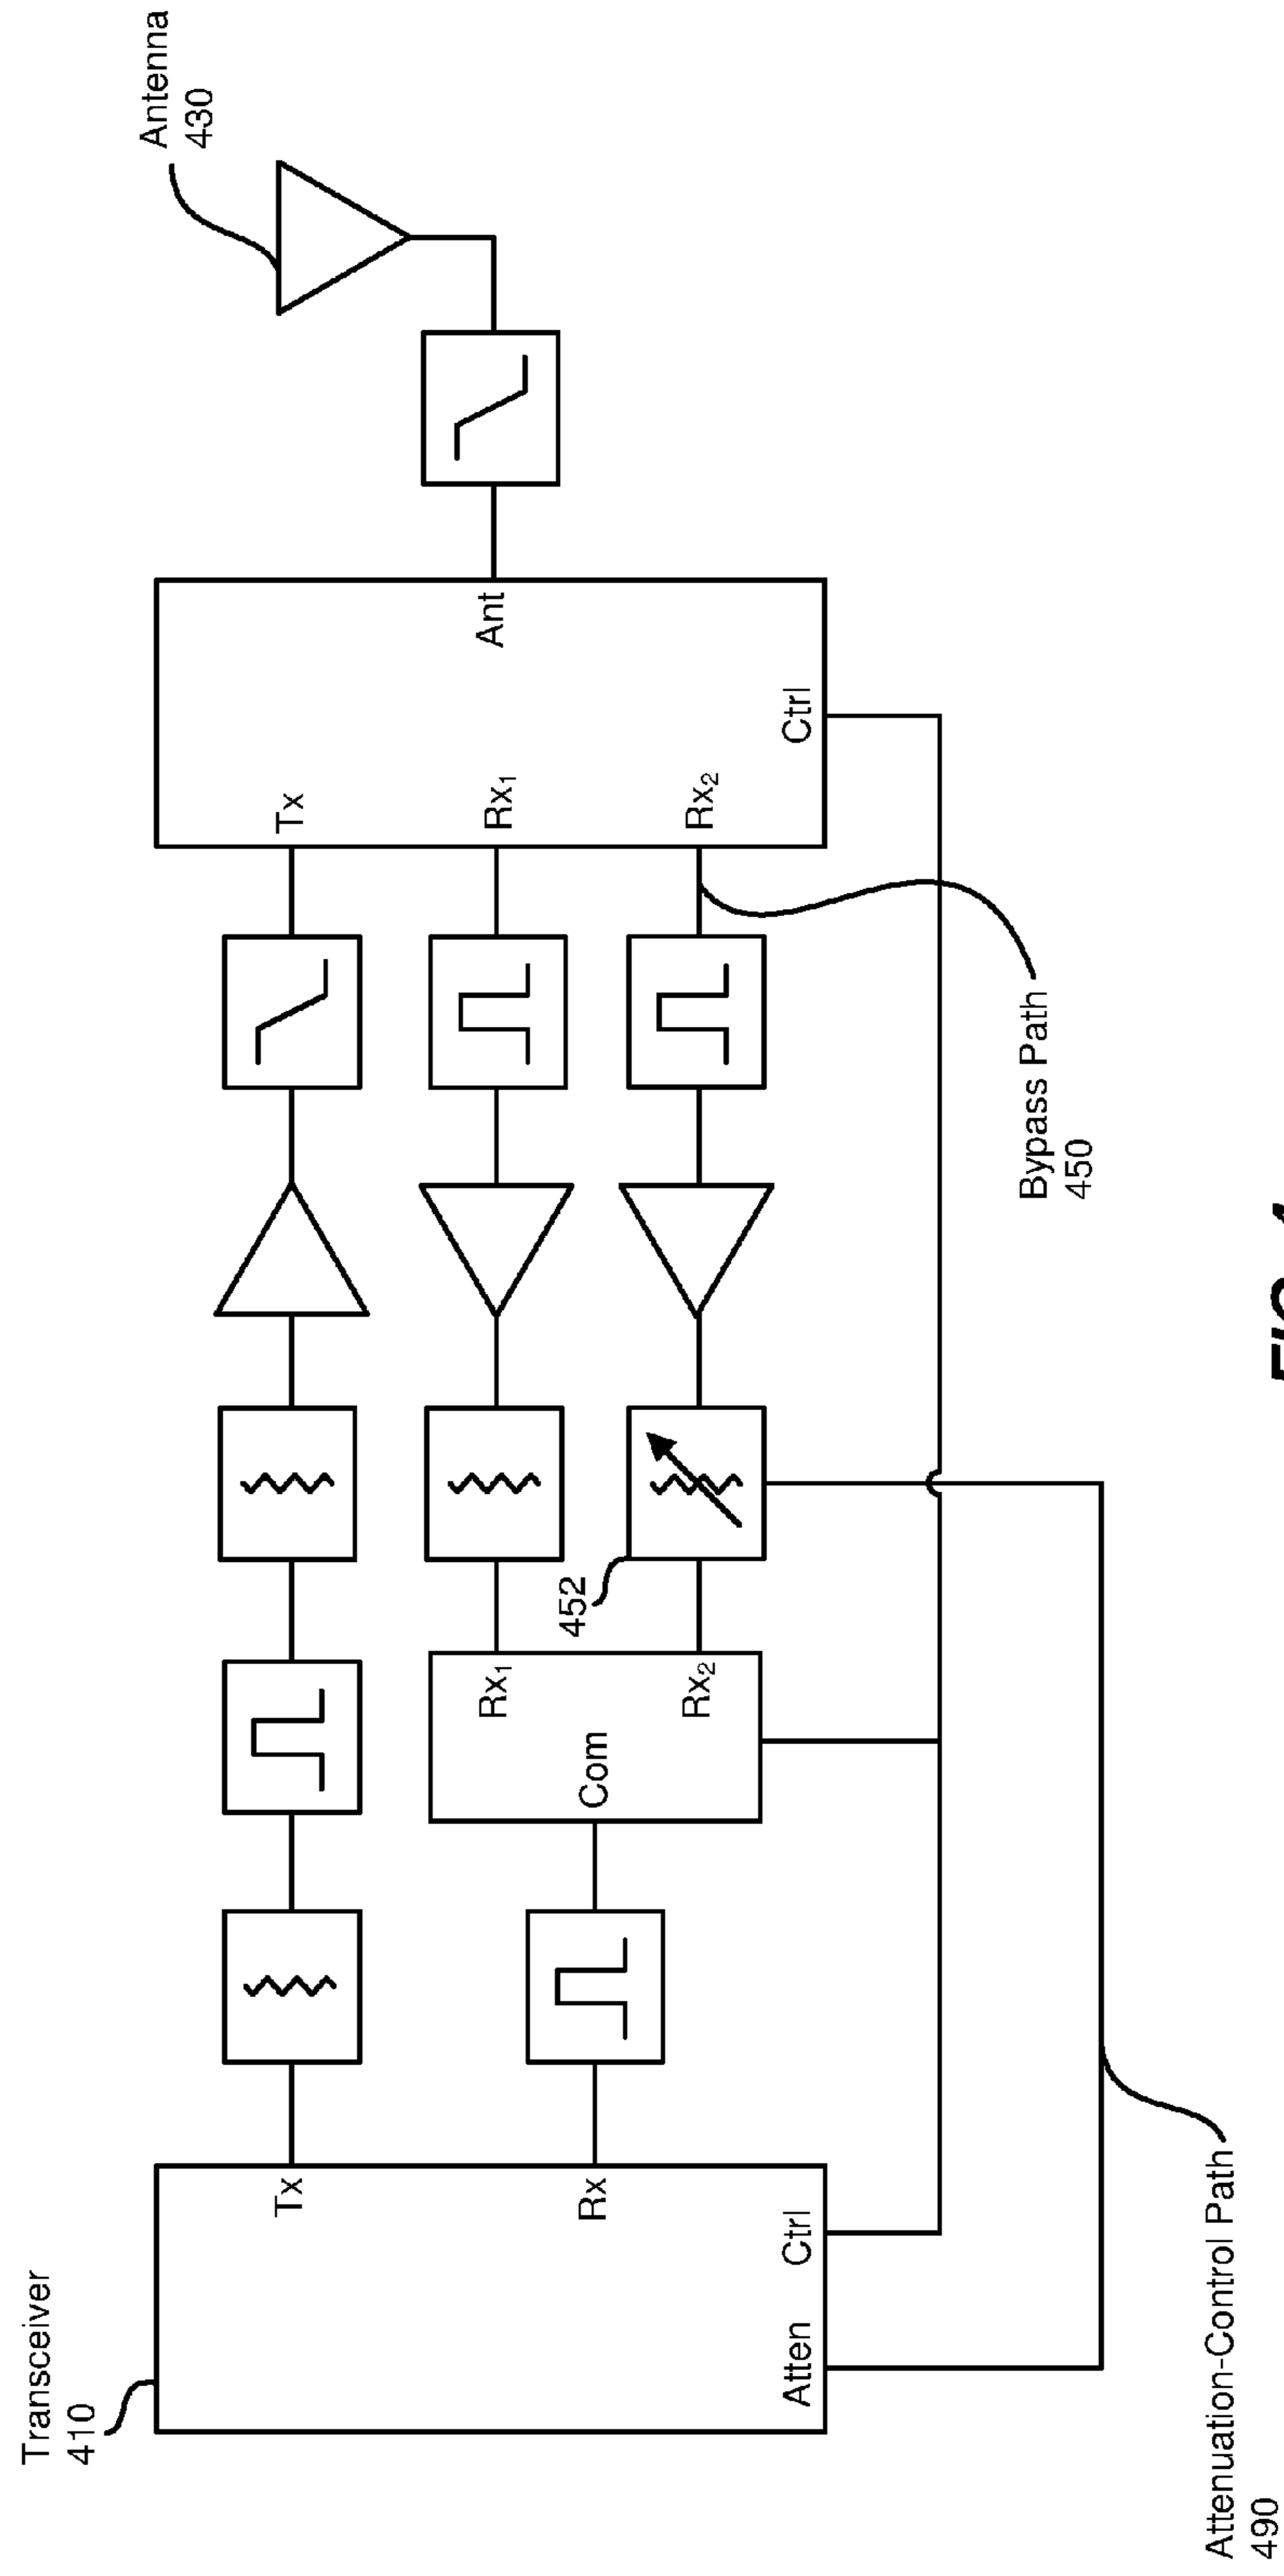 Transceiver
410
Antenna
430
Tx
Rx
Ctrl
Atten
Com
Rx1
Rx2
452
Tx
Rx1
Rx2
Ant
Ctrl
Bypass Path
450
Attenuation-Control Path
490
FIG.